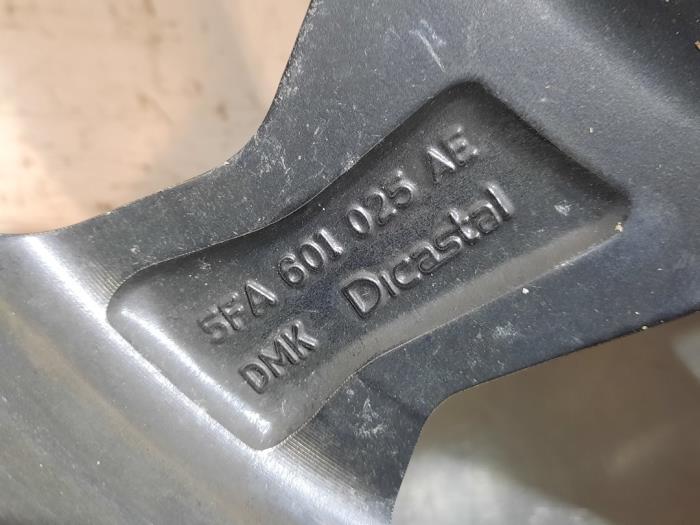 5FA 601 025 AE
DMK Dicastal